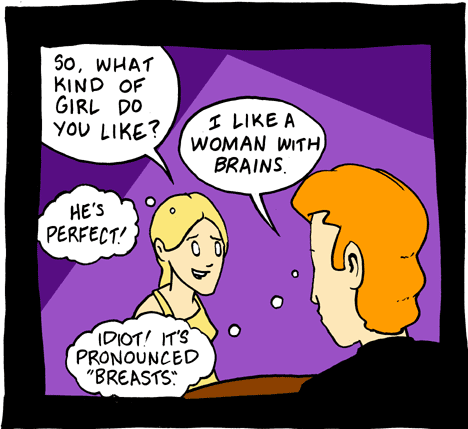 SO, WHAT
KIND OF
GIRL DO
YOU LIKE?
I LIKE A
WOMAN WITH
BRAINS.
HE'S
PERFECT!
IDIOT! IT'S
PRONOUNCED
"BREASTS."